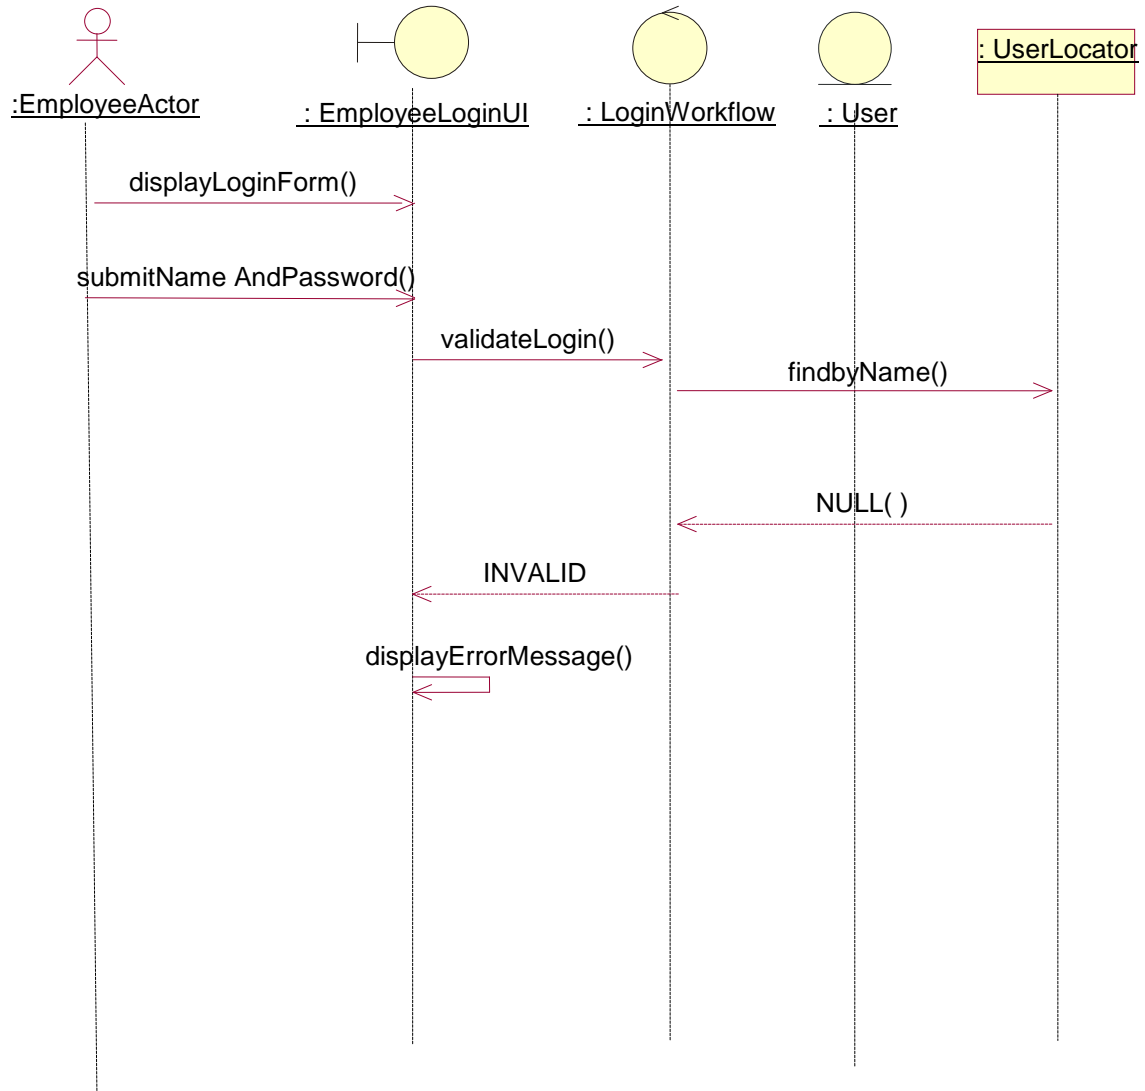 :EmployeeActor
: EmployeeLoginUI
: LoginWorkflow
: User
: UserLocator
displayLoginForm()
submitName AndPassword()
validateLogin()
findbyName()
NULL( )
INVALID
displayErrorMessage()